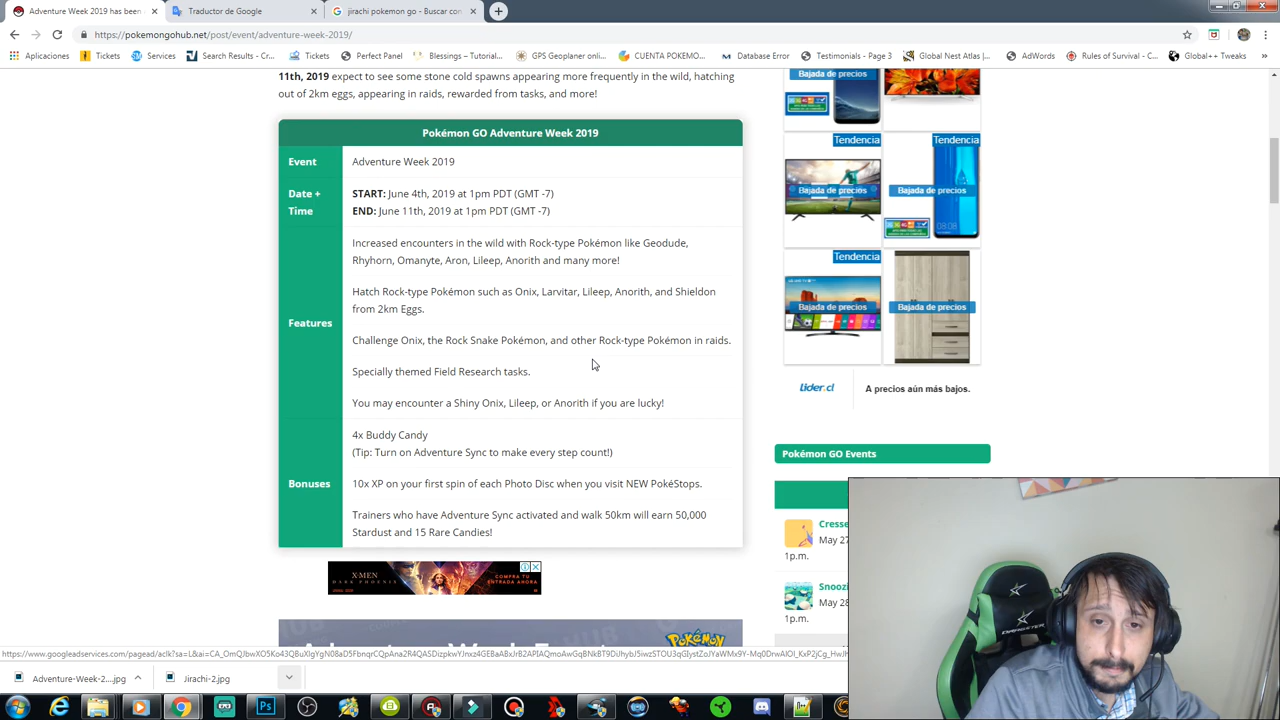 Adventure Week 2019 has been
Traductor de Google
jirachi pokemon go - Buscar con
https://pokemongohub.net/post/event/adventure-week-2019/
Aplicaciones
Tickets
Services
Search Results - Cr...
Tickets
Perfect Panel
Blessings – Tutorial...
GPS Geoplaner onlin...
CUENTA POKEMO...
Database Error
Testimonials - Page 3
Global Nest Atlas |...
AdWords
Rules of Survival - C...
Global++ Tweaks
11th, 2019 expect to see some stone cold spawns appearing more frequently in the wild, hatching
out of 2km eggs, appearing in raids, rewarded from tasks, and more!
Pokémon GO Adventure Week 2019
Event
Adventure Week 2019
Date +
Time
START: June 4th, 2019 at 1pm PDT (GMT -7)
END: June 11th, 2019 at 1pm PDT (GMT -7)
Features
Increased encounters in the wild with Rock-type Pokémon like Geodude,
Rhyhorn, Omanyte, Aron, Lileep, Anorith and many more!
Hatch Rock-type Pokémon such as Onix, Larvitar, Lileep, Anorith, and Shieldon
from 2km Eggs.
Challenge Onix, the Rock Snake Pokémon, and other Rock-type Pokémon in raids.
Specially themed Field Research tasks.
You may encounter a Shiny Onix, Lileep, or Anorith if you are lucky!
Bonuses
4x Buddy Candy
(Tip: Turn on Adventure Sync to make every step count!)
10x XP on your first spin of each Photo Disc when you visit NEW PokéStops.
Trainers who have Adventure Sync activated and walk 50km will earn 50,000
Stardust and 15 Rare Candies!
Bajada de precios
Tendencia
Tendencia
Bajada de precios
Bajada de precios
Tendencia
Bajada de precios
Bajada de precios
lider.cl
A precios aún más bajos.
Pokémon GO Events
Cresse
May 27
1p.m.
Snoozi
May 28
1p.m.
X-MEN
DARK PHOENIX
COMPRA TU
ENTRADA AHORA
POKÉMON
Adventure-Week-2....jpg
Jirachi-2.jpg
DRAGSTER